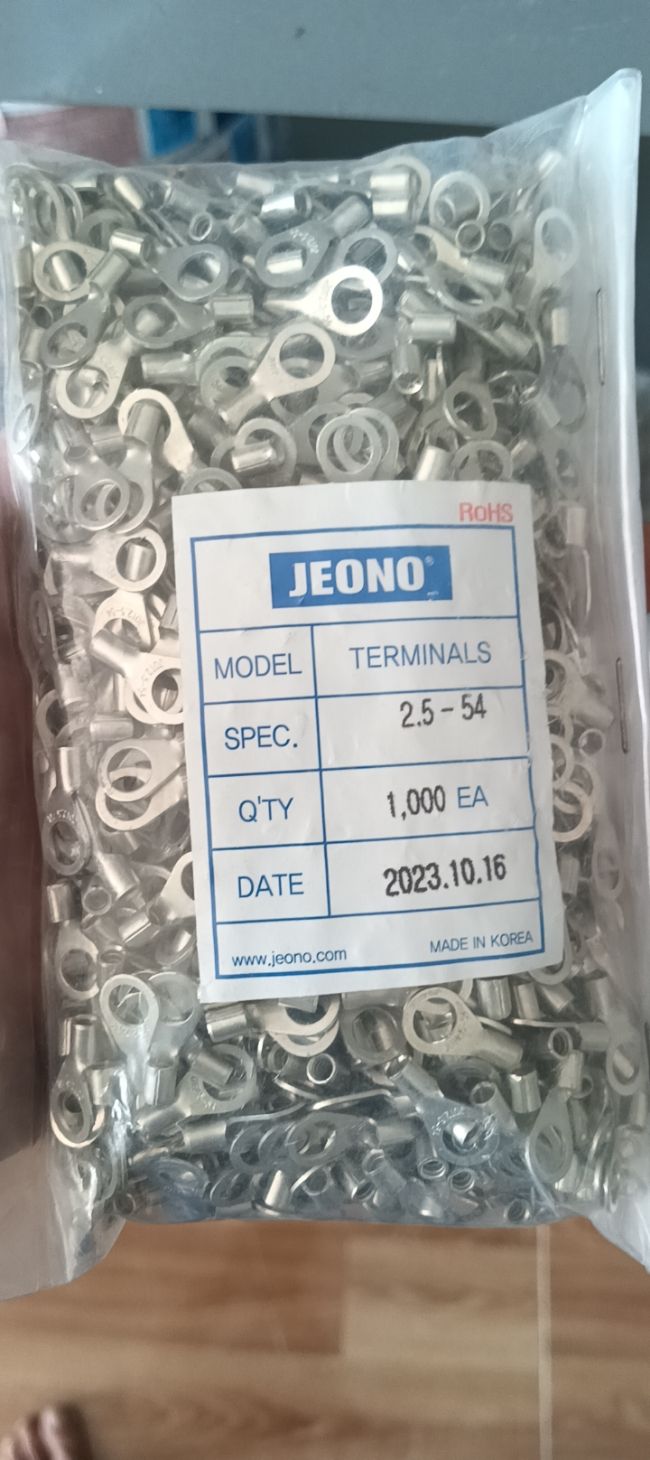 RoHS
JEONO®
MODEL TERMINALS
SPEC. 2.5-54
Q'TY 1,000 EA
DATE 2023.10.16
www.jeono.com MADE IN KOREA